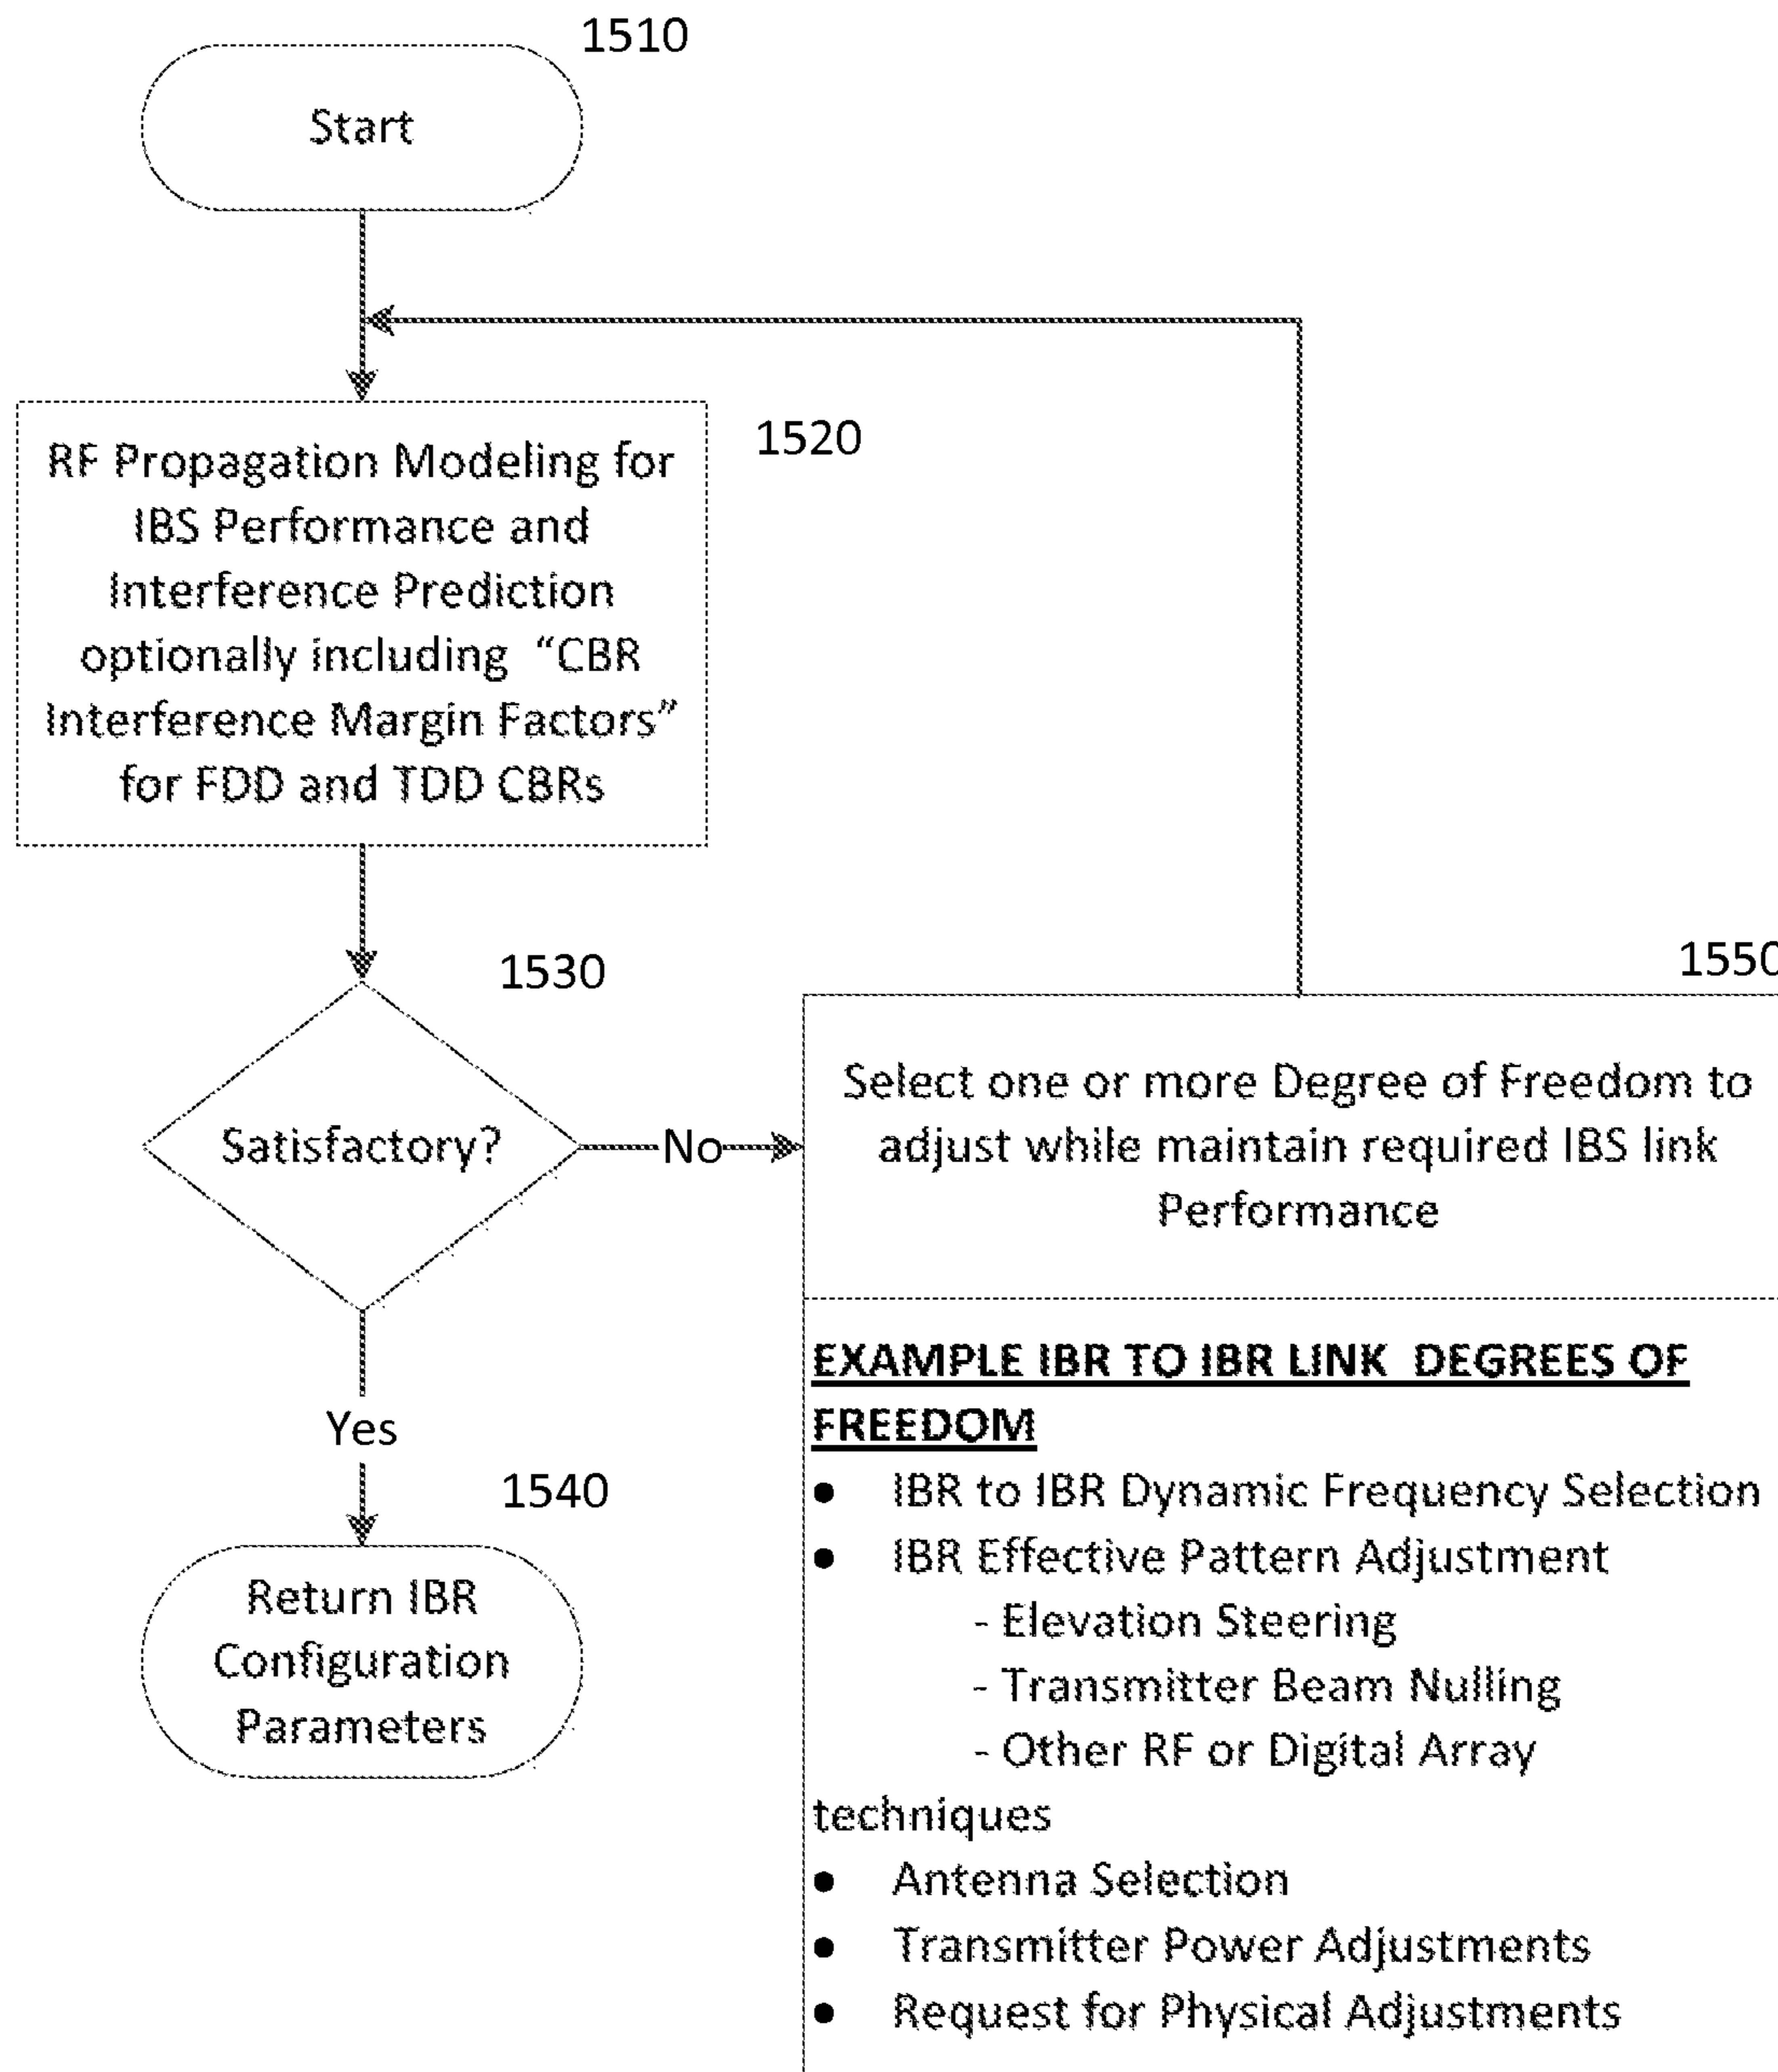 1510
Start
1520
RF Propagation Modeling for
IBS Performance and
Interference Prediction
optionally including “CBR
Interference Margin Factors”
for FDD and TDD CBRs
1530
Satisfactory?
No
Yes
1540
Return IBR
Configuration
Parameters
1550
Select one or more Degree of Freedom to
adjust while maintain required IBS link
Performance
EXAMPLE IBR TO IBR LINK DEGREES OF
FREEDOM
• IBR to IBR Dynamic Frequency Selection
• IBR Effective Pattern Adjustment
- Elevation Steering
- Transmitter Beam Nulling
- Other RF or Digital Array
techniques
• Antenna Selection
• Transmitter Power Adjustments
• Request for Physical Adjustments